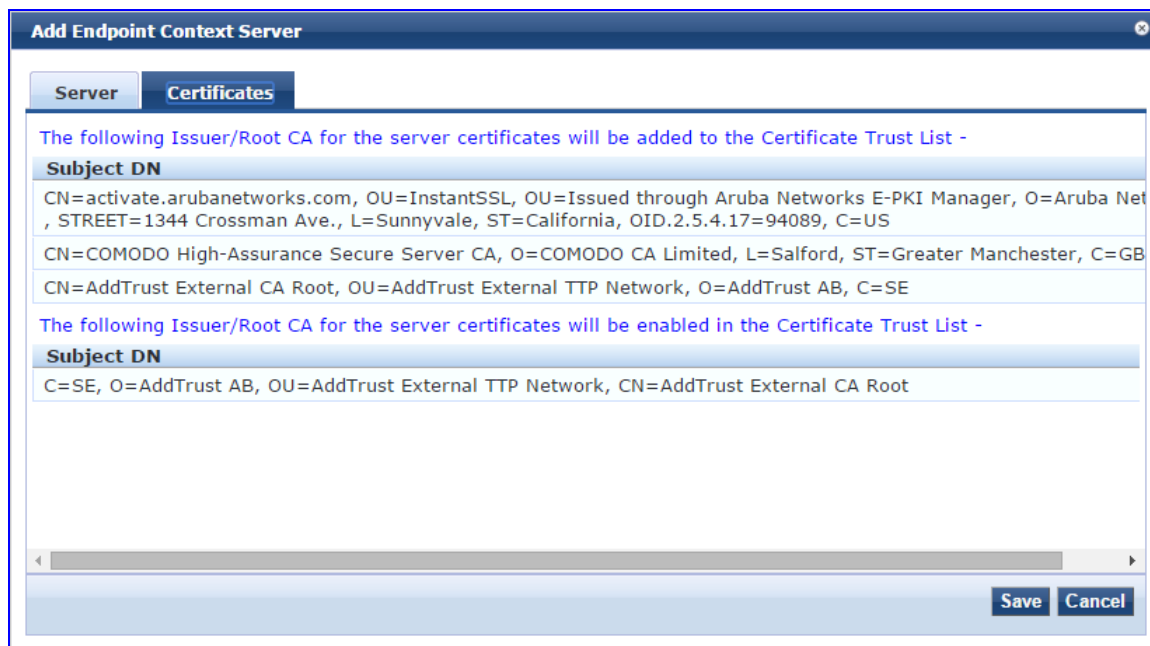 Add Endpoint Context Server
Server Certificates
The following Issuer/Root CA for the server certificates will be added to the Certificate Trust List -
Subject DN
CN=activate.arubanetworks.com, OU=InstantSSL, OU=Issued through Aruba Networks E-PKI Manager, O=Aruba Net
, STREET=1344 Crossman Ave., L=Sunnyvale, ST=California, OID.2.5.4.17=94089, C=US
CN=COMODO High-Assurance Secure Server CA, O=COMODO CA Limited, L=Salford, ST=Greater Manchester, C=GB
CN=AddTrust External CA Root, OU=AddTrust External TTP Network, O=AddTrust AB, C=SE
The following Issuer/Root CA for the server certificates will be enabled in the Certificate Trust List -
Subject DN
C=SE, O=AddTrust AB, OU=AddTrust External TTP Network, CN=AddTrust External CA Root
Save Cancel